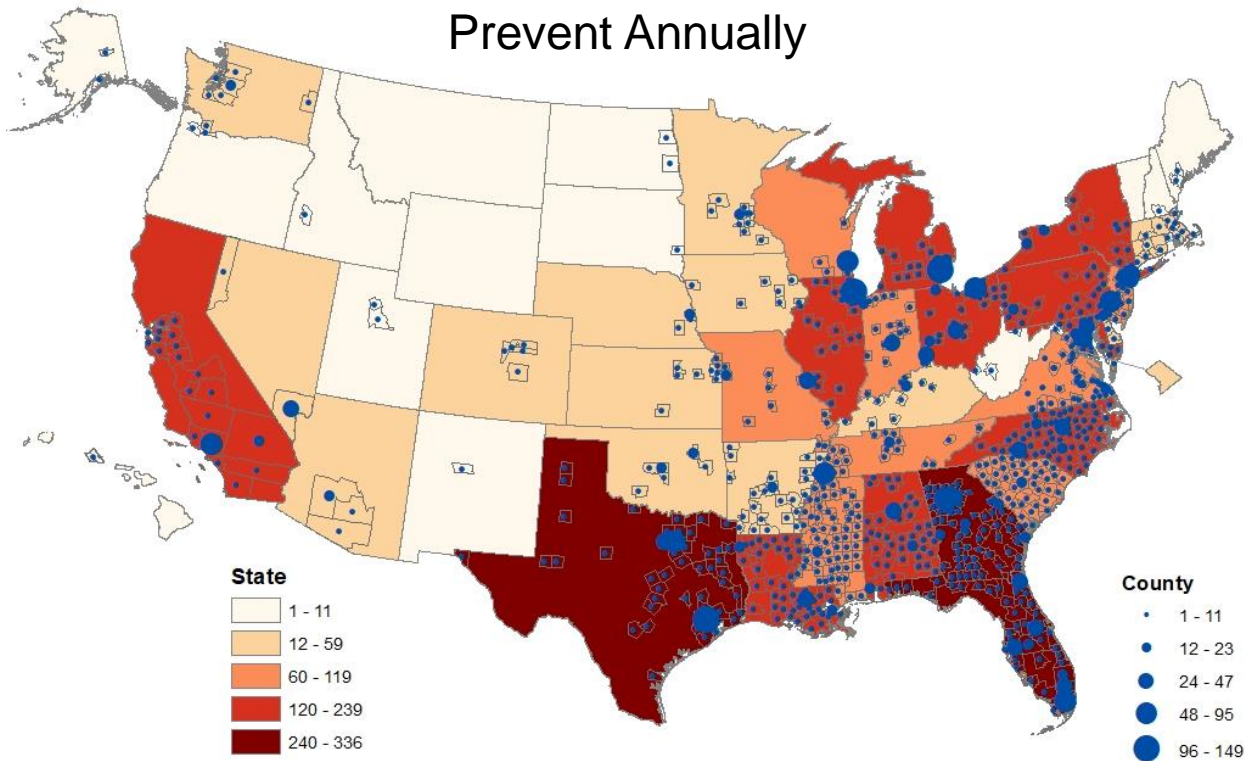 Prevent Annually
State
1 - 11
12 - 59
60 - 119
120 - 239
240 - 336
County
1 - 11
12 - 23
24 - 47
48 - 95
96 - 149